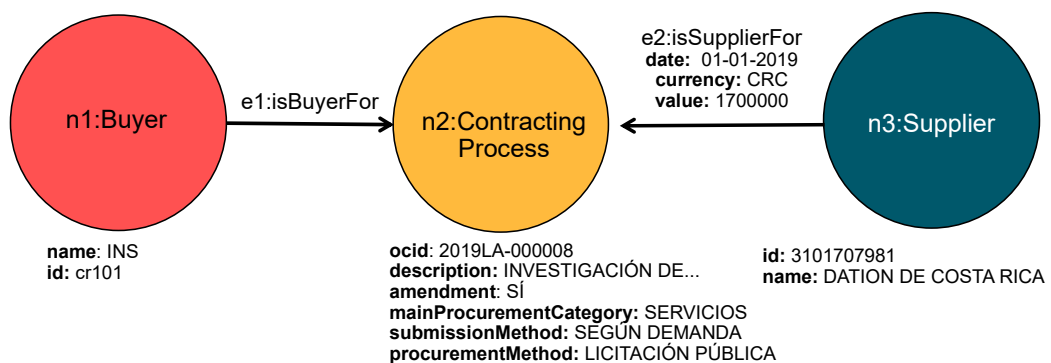 n1:Buyer
name: INS
id: cr101
e1:isBuyerFor
n2:Contracting
Process
ocid: 2019LA-000008
description: INVESTIGACIÓN DE...
amendment: SÍ
mainProcurementCategory: SERVICIOS
submissionMethod: SEGÚN DEMANDA
procurementMethod: LICITACIÓN PÚBLICA
e2:isSupplierFor
date: 01-01-2019
currency: CRC
value: 1700000
n3:Supplier
id: 3101707981
name: DATION DE COSTA RICA